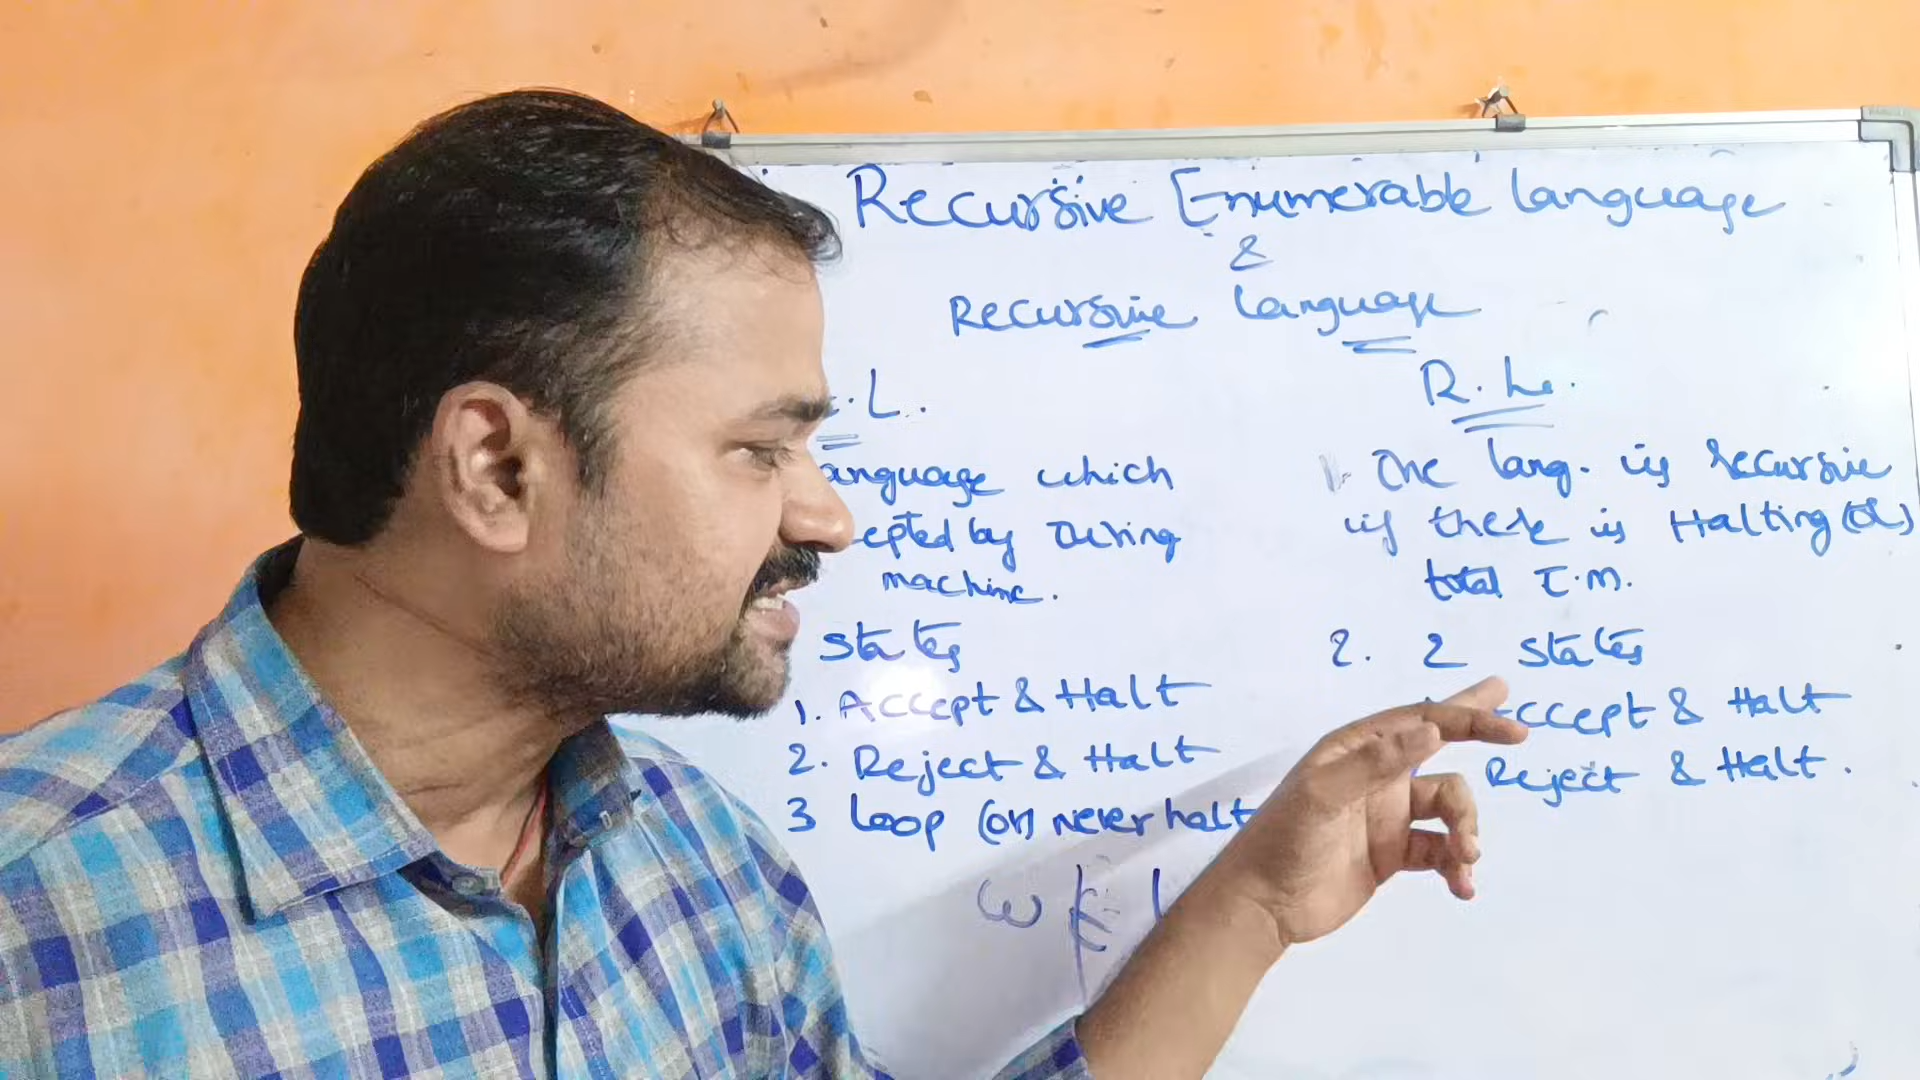 Recursive Enumerable language
&
Recursive language
.L.
anguage which
epted by Turing
machine.
states
1. Accept & Halt
2. Reject & Halt
3 Loop (or) never halt
w ∉ L
R.L.
1. The lang. is recursive
if there is Halting (or)
total T.M.
2. 2 states
ccept & Halt
Reject & Halt.